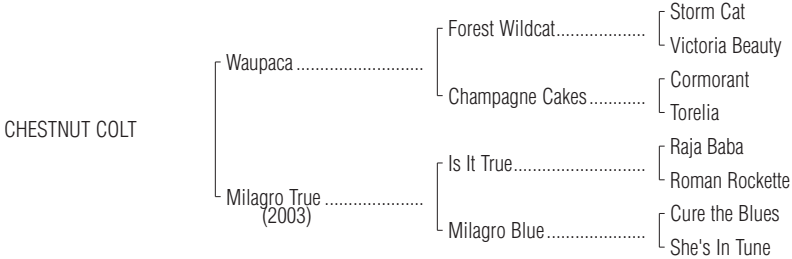 Storm Cat
Forest Wildcat...................
Victoria Beauty
Waupaca ...........................
Cormorant
Champagne Cakes............
Torelia
CHESTNUT COLT
Raja Baba
Is It True............................
Roman Rockette
Milagro True .....................
(2003)
Cure the Blues
Milagro Blue.....................
She's In Tune